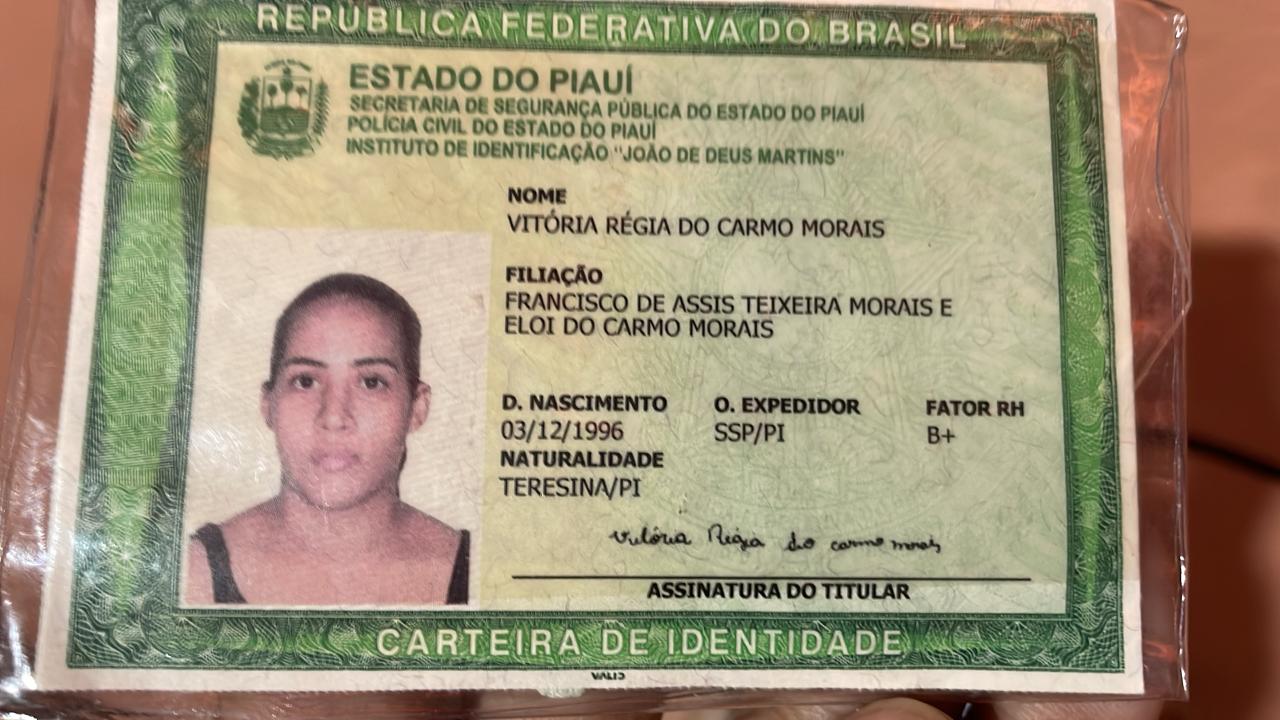 REPÚBLICA FEDERATIVA DO BRASIL
ESTADO DO PIAUÍ
SECRETARIA DE SEGURANÇA PÚBLICA DO ESTADO DO PIAUÍ
POLÍCIA CIVIL DO ESTADO DO PIAUÍ
INSTITUTO DE IDENTIFICAÇÃO "JOÃO DE DEUS MARTINS"
NOME
VITÓRIA RÉGIA DO CARMO MORAIS
FILIAÇÃO
FRANCISCO DE ASSIS TEIXEIRA MORAIS E
ELOI DO CARMO MORAIS
D. NASCIMENTO O. EXPEDIDOR FATOR RH
03/12/1996 SSP/PI B+
NATURALIDADE
TERESINA/PI
Vitória Régia do carmo morais
ASSINATURA DO TITULAR
CARTEIRA DE IDENTIDADE